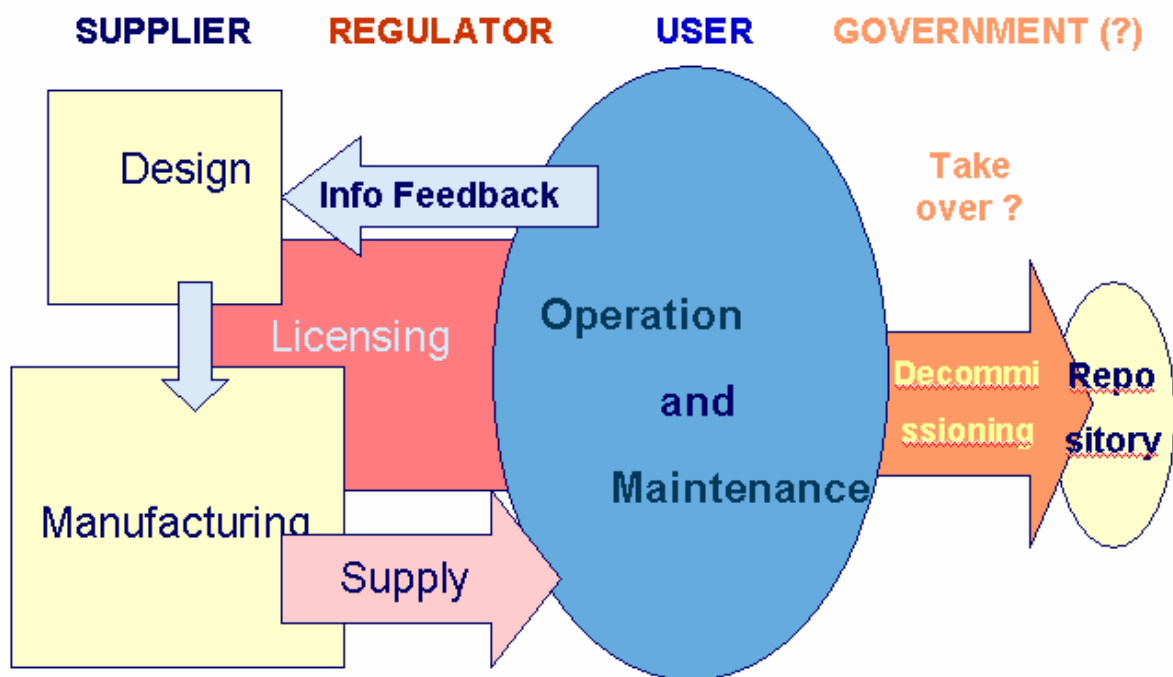 SUPPLIER REGULATOR USER GOVERNMENT (?)
Design
Info Feedback
Take
over ?
Licensing
Operation
and
Maintenance
Decommi
ssioning
Repo
sitory
Manufacturing
Supply